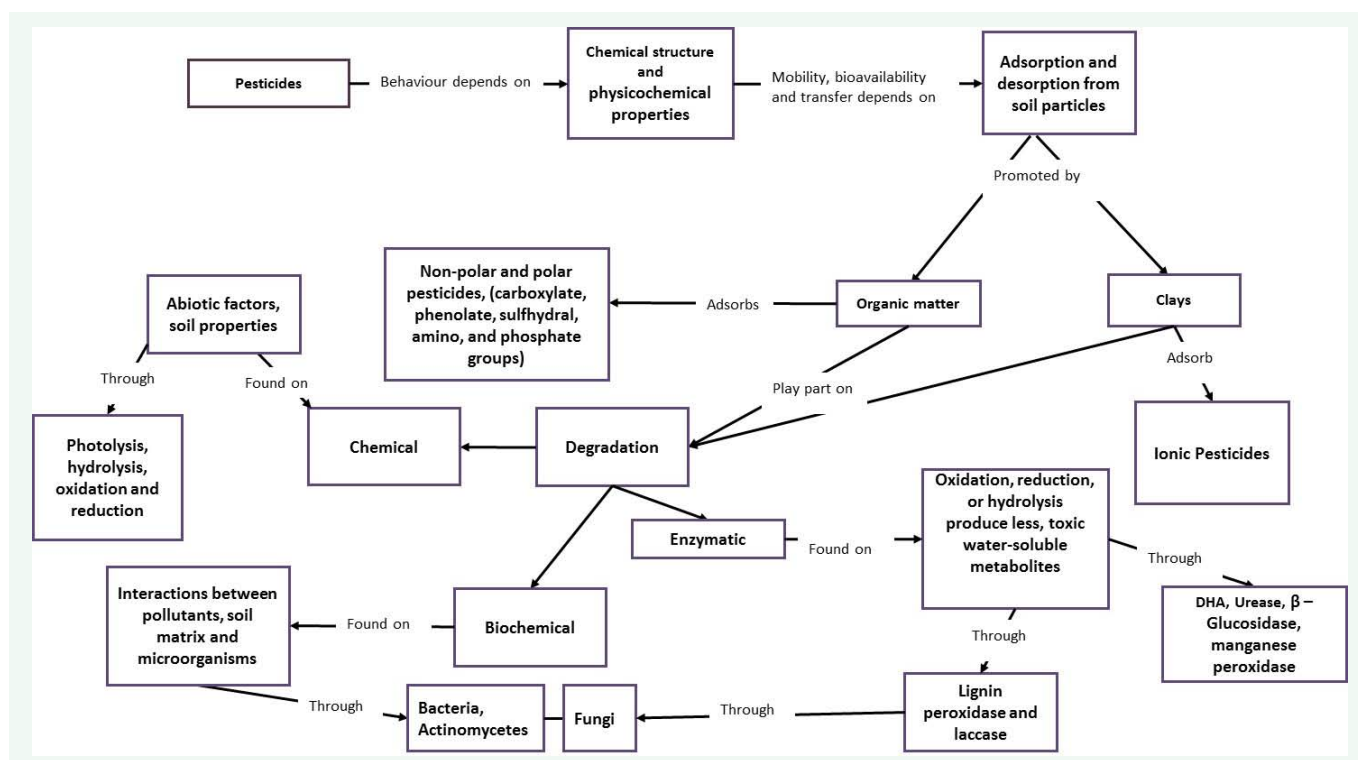 Pesticides
Behaviour depends on
Chemical structure
and
physicochemical
properties
Mobility, bioavailability
and transfer depends on
Adsorption and
desorption from
soil particles
Promoted by
Non-polar and polar
pesticides, (carboxylate,
phenolate, sulfhydral,
amino, and phosphate
groups)
Adsorbs
Organic matter
Clays
Abiotic factors,
soil properties
Through
Found on
Play part on
Adsorb
Photolysis,
hydrolysis,
oxidation and
reduction
Chemical
Degradation
Ionic Pesticides
Enzymatic
Found on
Oxidation, reduction,
or hydrolysis
produce less, toxic
water-soluble
metabolites
Through
DHA, Urease, β –
Glucosidase,
manganese
peroxidase
Interactions between
pollutants, soil
matrix and
microorganisms
Found on
Biochemical
Through
Through
Bacteria,
Actinomycetes
Fungi
Through
Lignin
peroxidase and
laccase